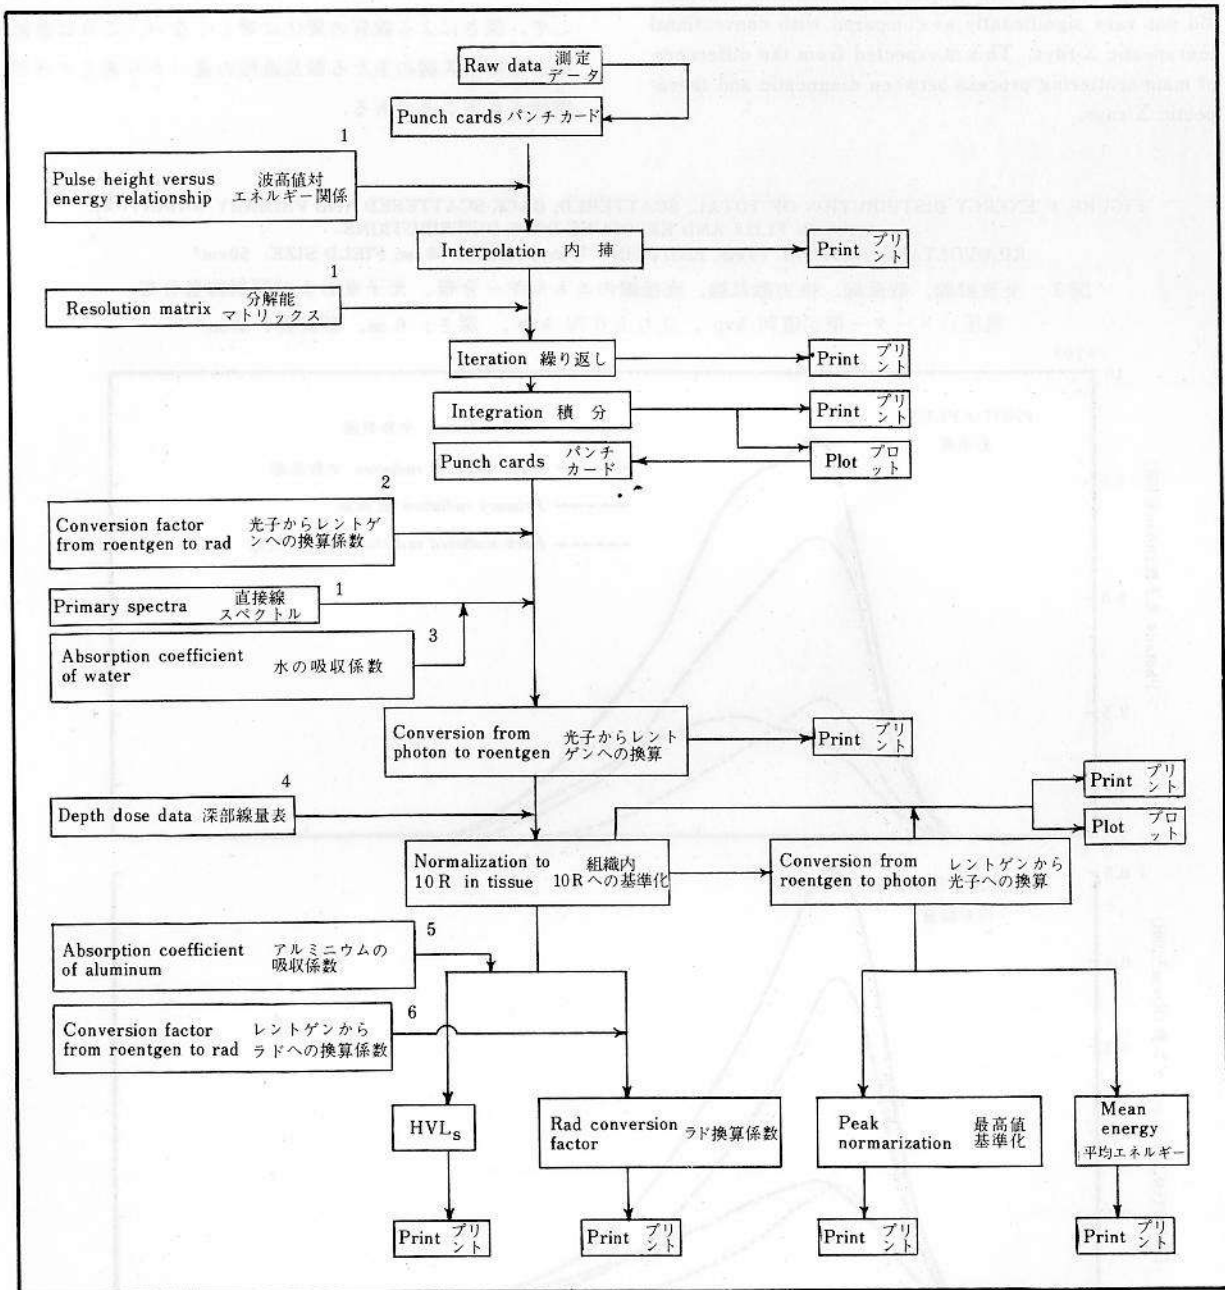 Raw data 測定
データ
Punch cards パンチカード
1
Pulse height versus 波高値対
energy relationship エネルギー関係
Interpolation 内挿
Print プリ
ント
1
Resolution matrix 分解能
マトリックス
Iteration 繰り返し
Print プリ
ント
Integration 積分
Print プリ
ント
Punch cards パンチ
カード
Plot プロ
ット
2
Conversion factor 光子からレントゲ
from roentgen to rad ンへの換算係数
1
Primary spectra 直接線
スペクトル
3
Absorption coefficient
of water 水の吸収係数
Conversion from 光子からレント
photon to roentgen ゲンへの換算
Print プリ
ント
4
Depth dose data 深部線量表
Print プリ
ント
Plot プロ
ット
Normalization to 組織内
10R in tissue 10Rへの基準化
Conversion from レントゲンから
roentgen to photon 光子への換算
5
Absorption coefficient アルミニウムの
of aluminum 吸収係数
6
Conversion factor レントゲンから
from roentgen to rad ラドへの換算係数
HVLs
Rad conversion ラド換算係数
factor
Peak 最高値
normarization 基準化
Mean
energy
平均エネルギー
Print プリ
ント
Print プリ
ント
Print プリ
ント
Print プリ
ント